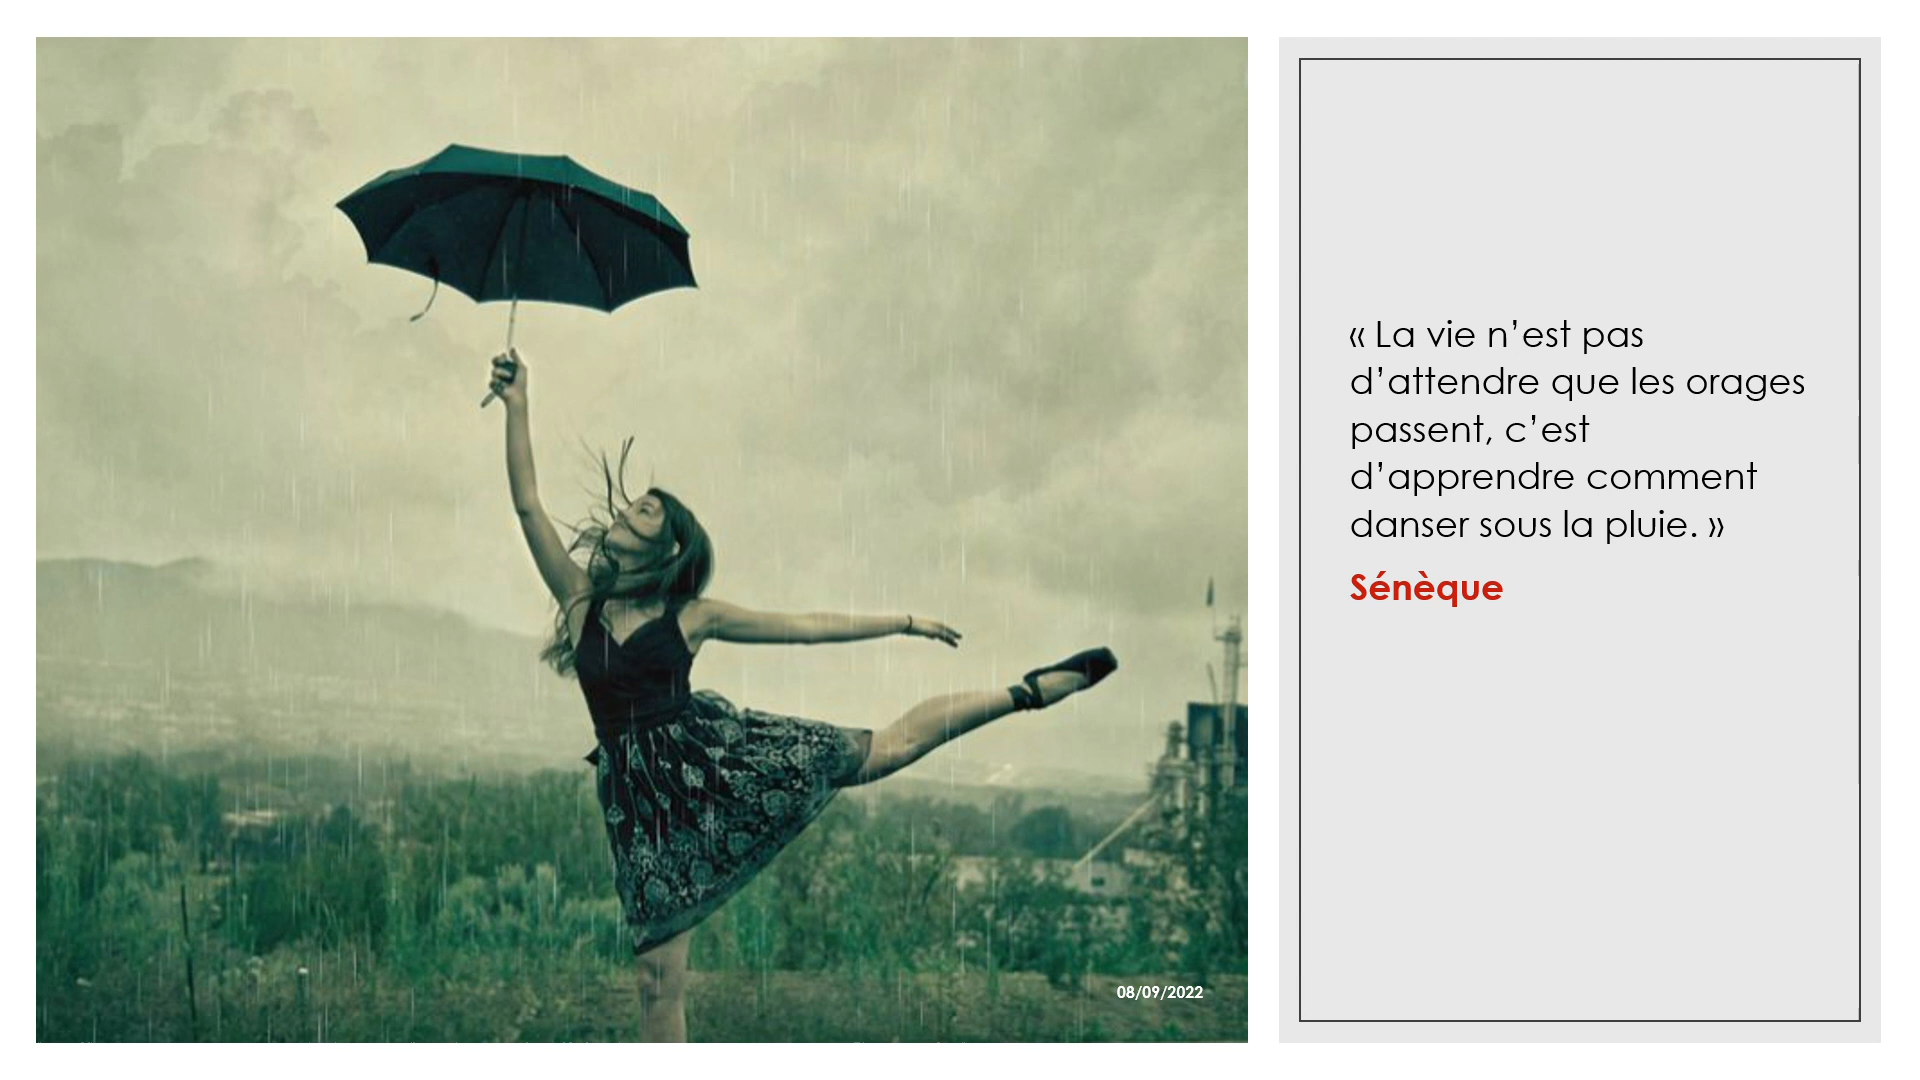 « La vie n’est pas
d’attendre que les orages
passent, c’est
d’apprendre comment
danser sous la pluie. »
Sénèque
08/09/2022